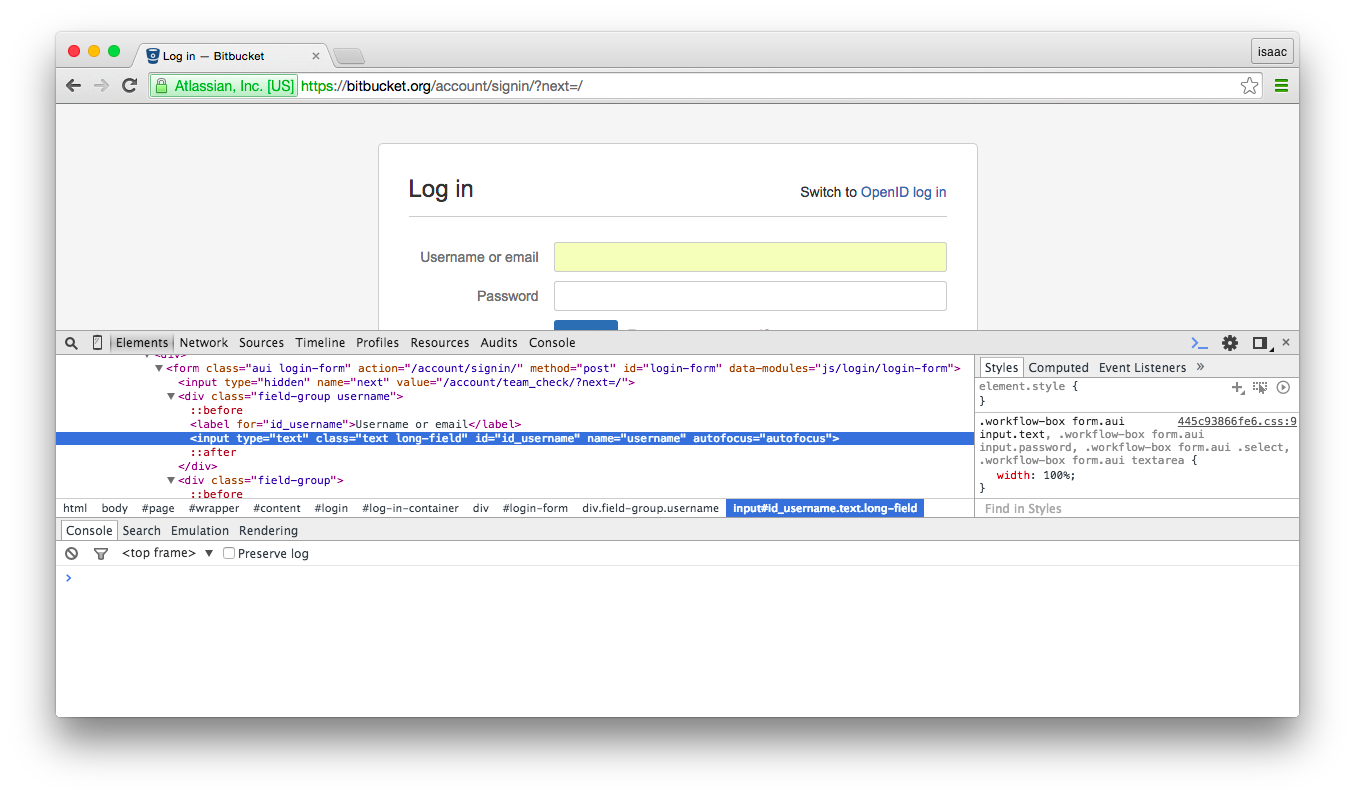 Log in — Bitbucket
isaac
Atlassian, Inc. [US] https://bitbucket.org/account/signin/?next=/
Log in
Switch to OpenID log in
Username or email
Password
Elements Network Sources Timeline Profiles Resources Audits Console
<div>
<form class="aui login-form" action="/account/signin/" method="post" id="login-form" data-modules="js/login/login-form">
<input type="hidden" name="next" value="/account/team_check/?next=/">
<div class="field-group username">
::before
<label for="id_username">Username or email</label>
<input type="text" class="text long-field" id="id_username" name="username" autofocus="autofocus">
::after
</div>
<div class="field-group">
::before
html body #page #wrapper #content #login #log-in-container div #login-form div.field-group.username input#id_username.text.long-field
Styles Computed Event Listeners »
element.style {
}
.workflow-box form.aui 445c93866fe6.css:9
input.text, .workflow-box form.aui
input.password, .workflow-box form.aui .select,
.workflow-box form.aui textarea {
width: 100%;
}
Find in Styles
Console Search Emulation Rendering
<top frame> ▼ Preserve log
>